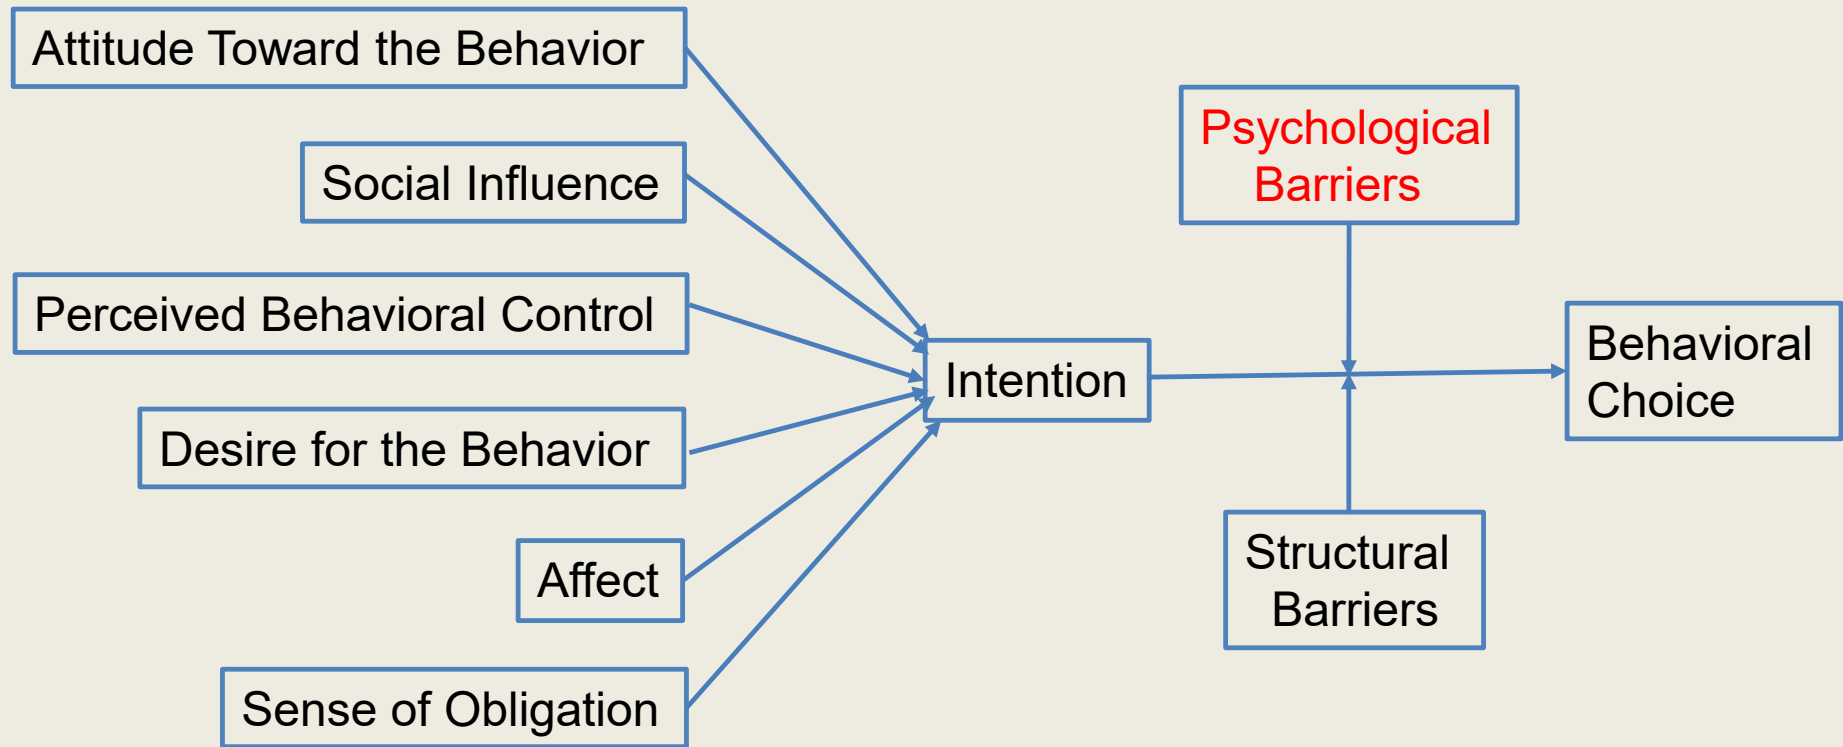 Attitude Toward the Behavior
Social Influence
Perceived Behavioral Control
Desire for the Behavior
Affect
Sense of Obligation
Intention
Psychological
Barriers
Structural
Barriers
Behavioral
Choice